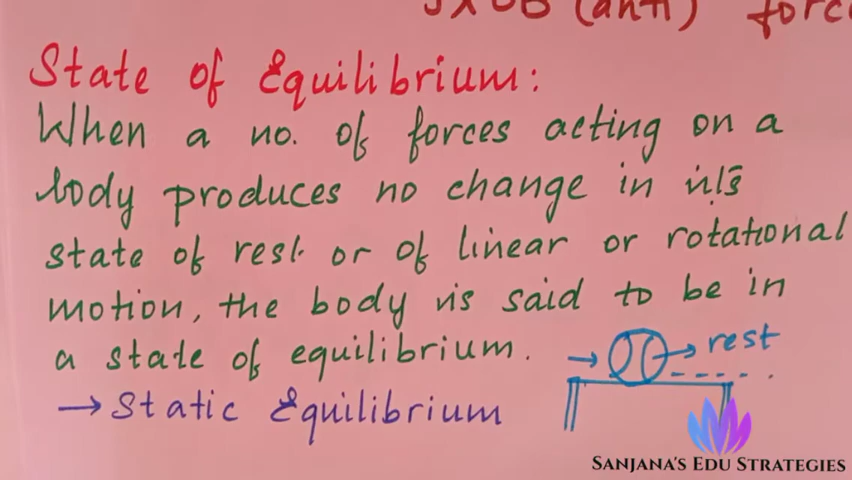 (anti) force
State of Equilibrium:
When a no. of forces acting on a
body produces no change in its
state of rest or of linear or rotational
motion, the body is said to be in
a state of equilibrium.
rest
→ Static Equilibrium
SANJANA'S EDU STRATEGIES